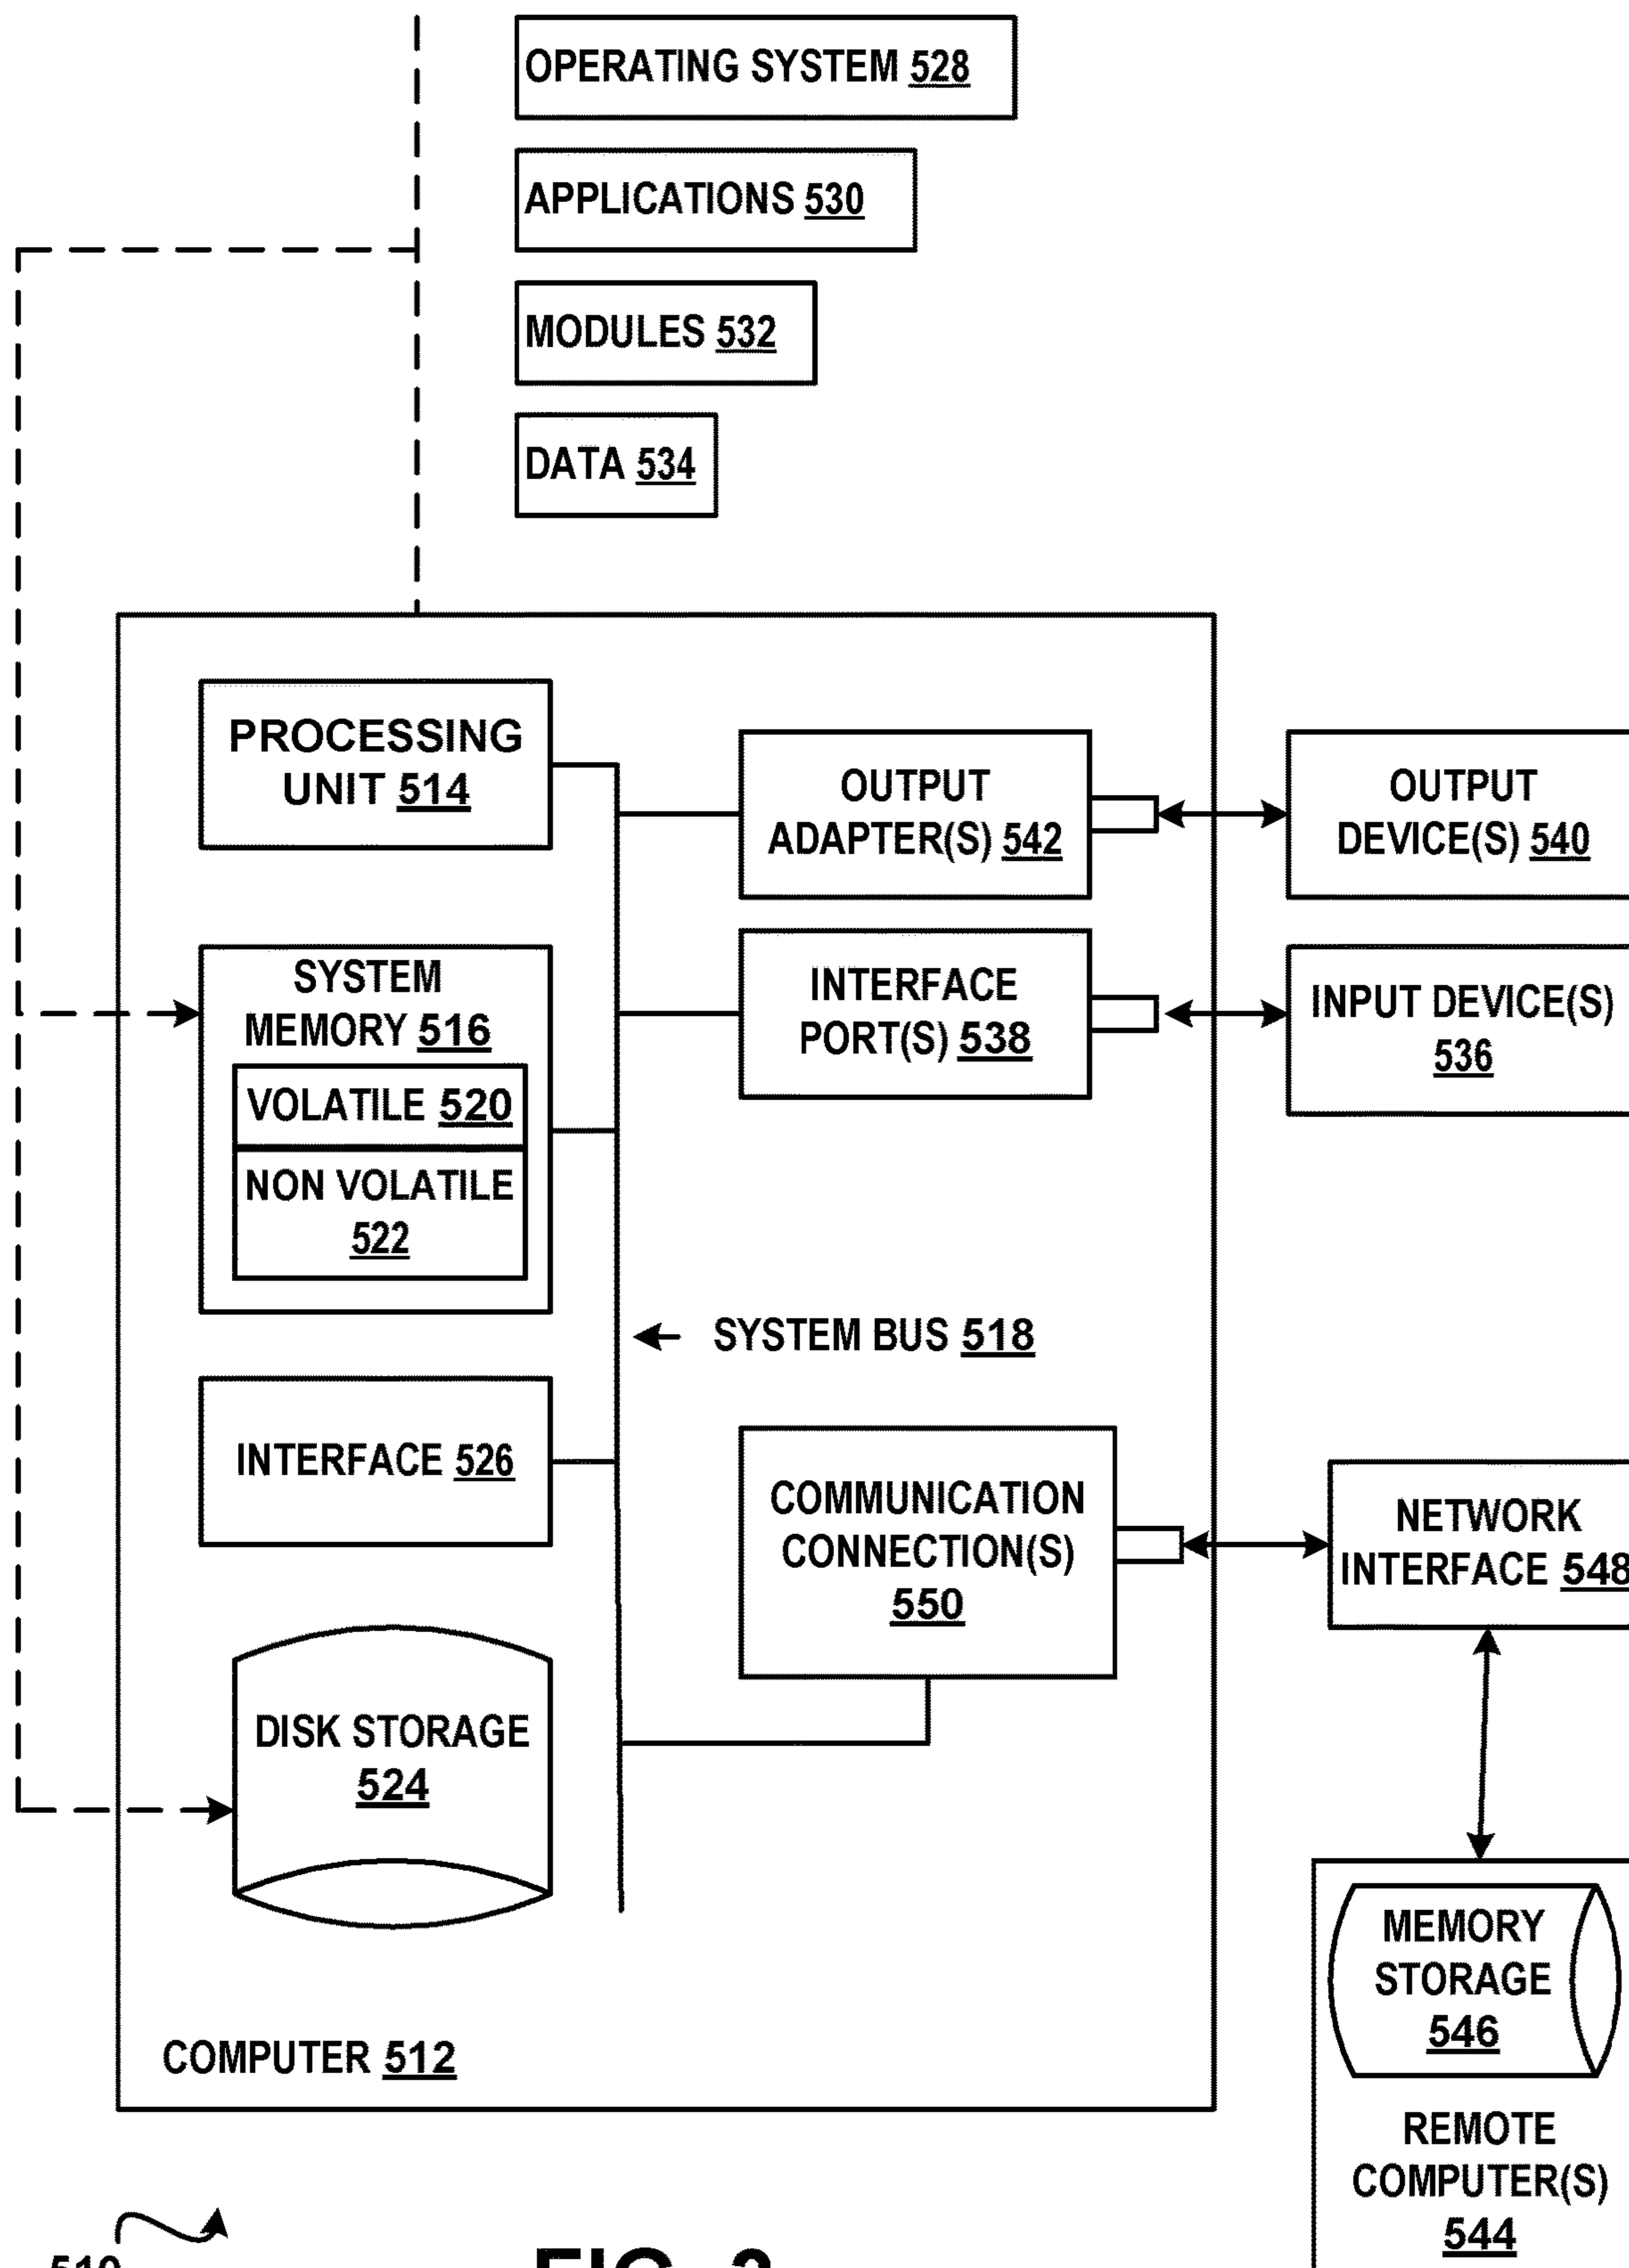 OPERATING SYSTEM 528
APPLICATIONS 530
MODULES 532
DATA 534
PROCESSING
UNIT 514
OUTPUT
ADAPTER(S) 542
OUTPUT
DEVICE(S) 540
SYSTEM
MEMORY 516
VOLATILE 520
NON VOLATILE
522
INTERFACE
PORT(S) 538
INPUT DEVICE(S)
536
SYSTEM BUS 518
INTERFACE 526
COMMUNICATION
CONNECTION(S)
550
NETWORK
INTERFACE 548
DISK STORAGE
524
MEMORY
STORAGE
546
REMOTE
COMPUTER(S)
544
COMPUTER 512
FIG.